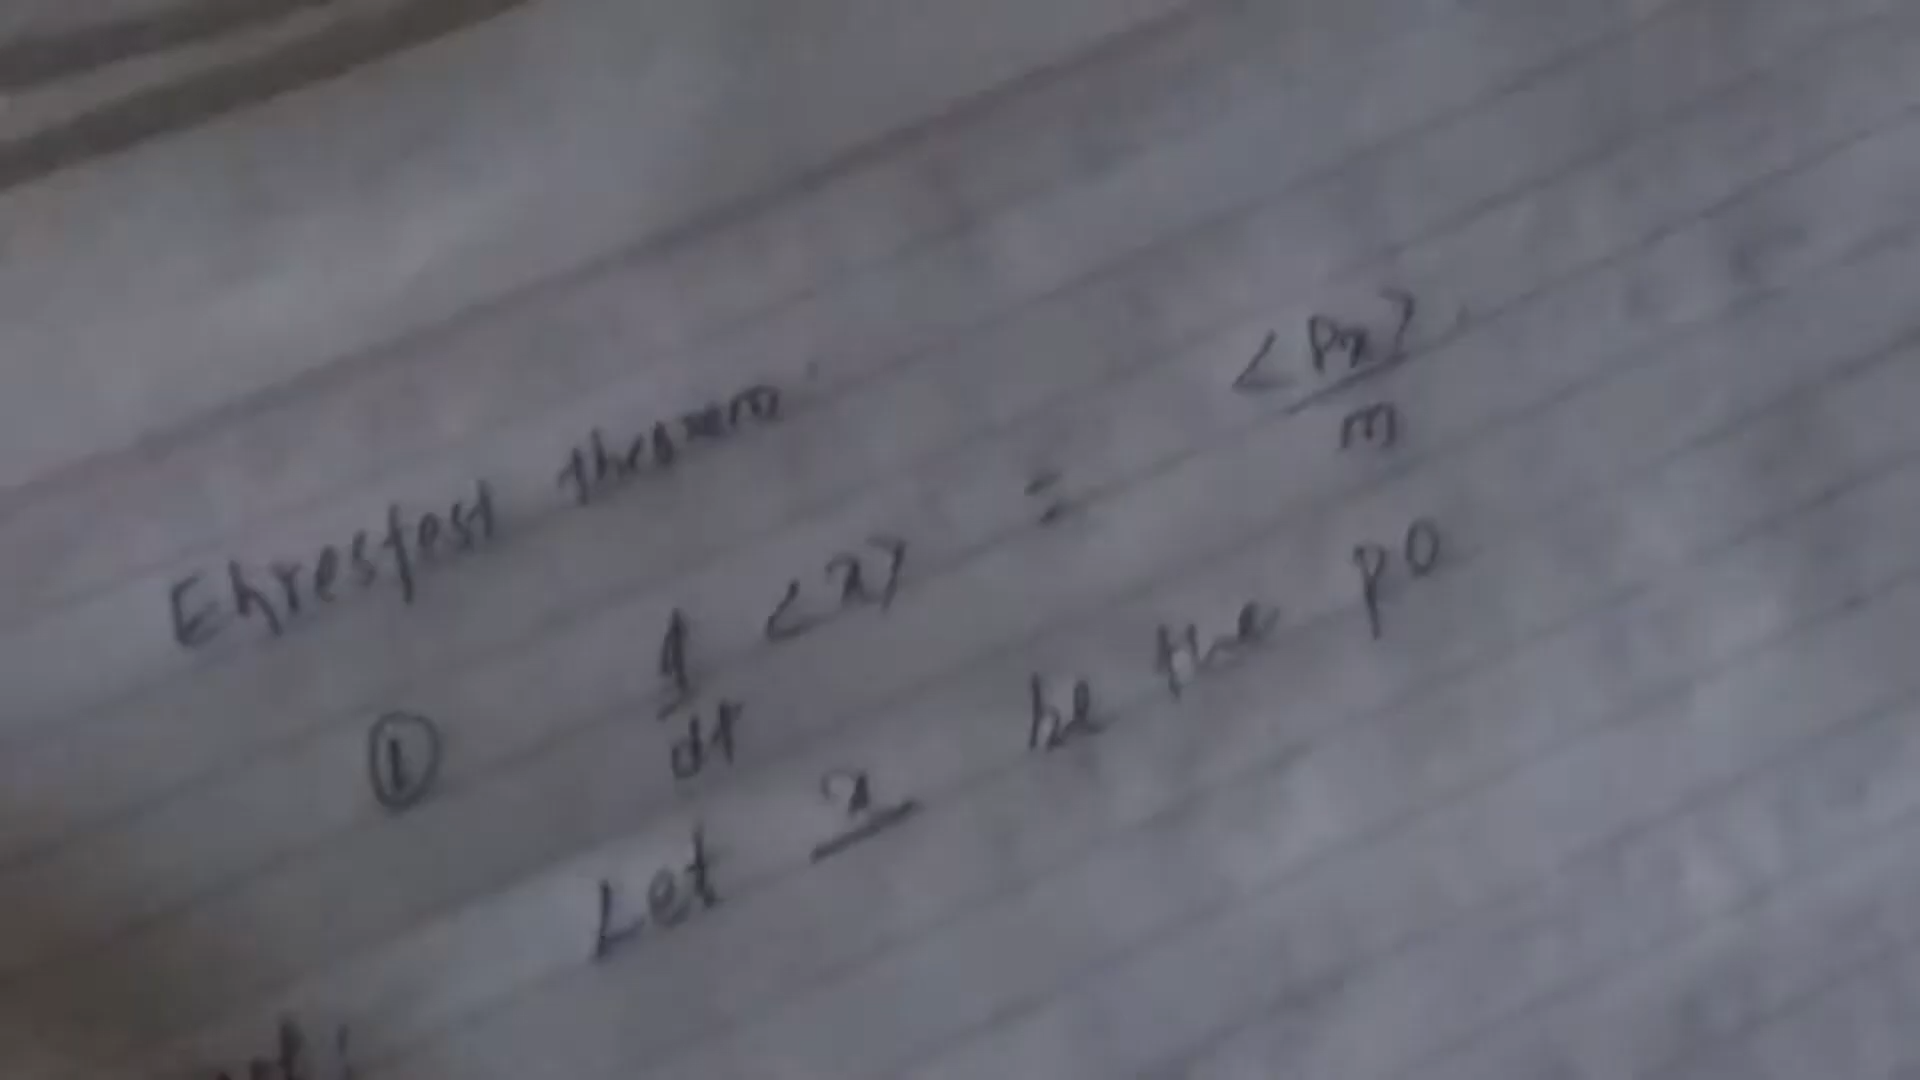 Ehresfest theorem
① d/dt <x> = <Px>/m
Let x be the po